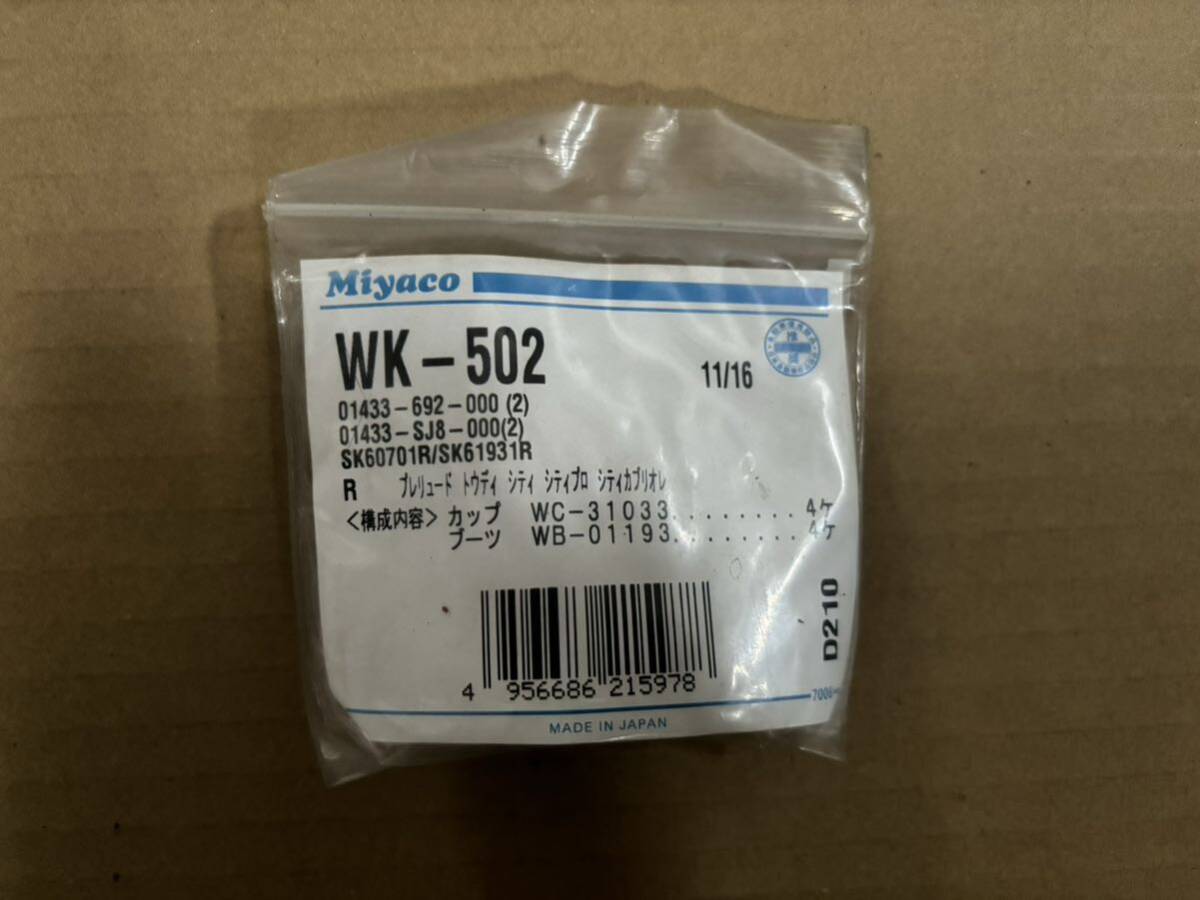 Miyaco
WK-502
11/16
01433-692-000 (2)
01433-SJ8-000(2)
SK60701R/SK61931R
R プレリュード トウディ シティ シティプロ シティカブリオレ
<構成内容> カップ WC-31033........4ケ
ブーツ WB-01193........4ケ
D210
4 956686 215978
MADE IN JAPAN